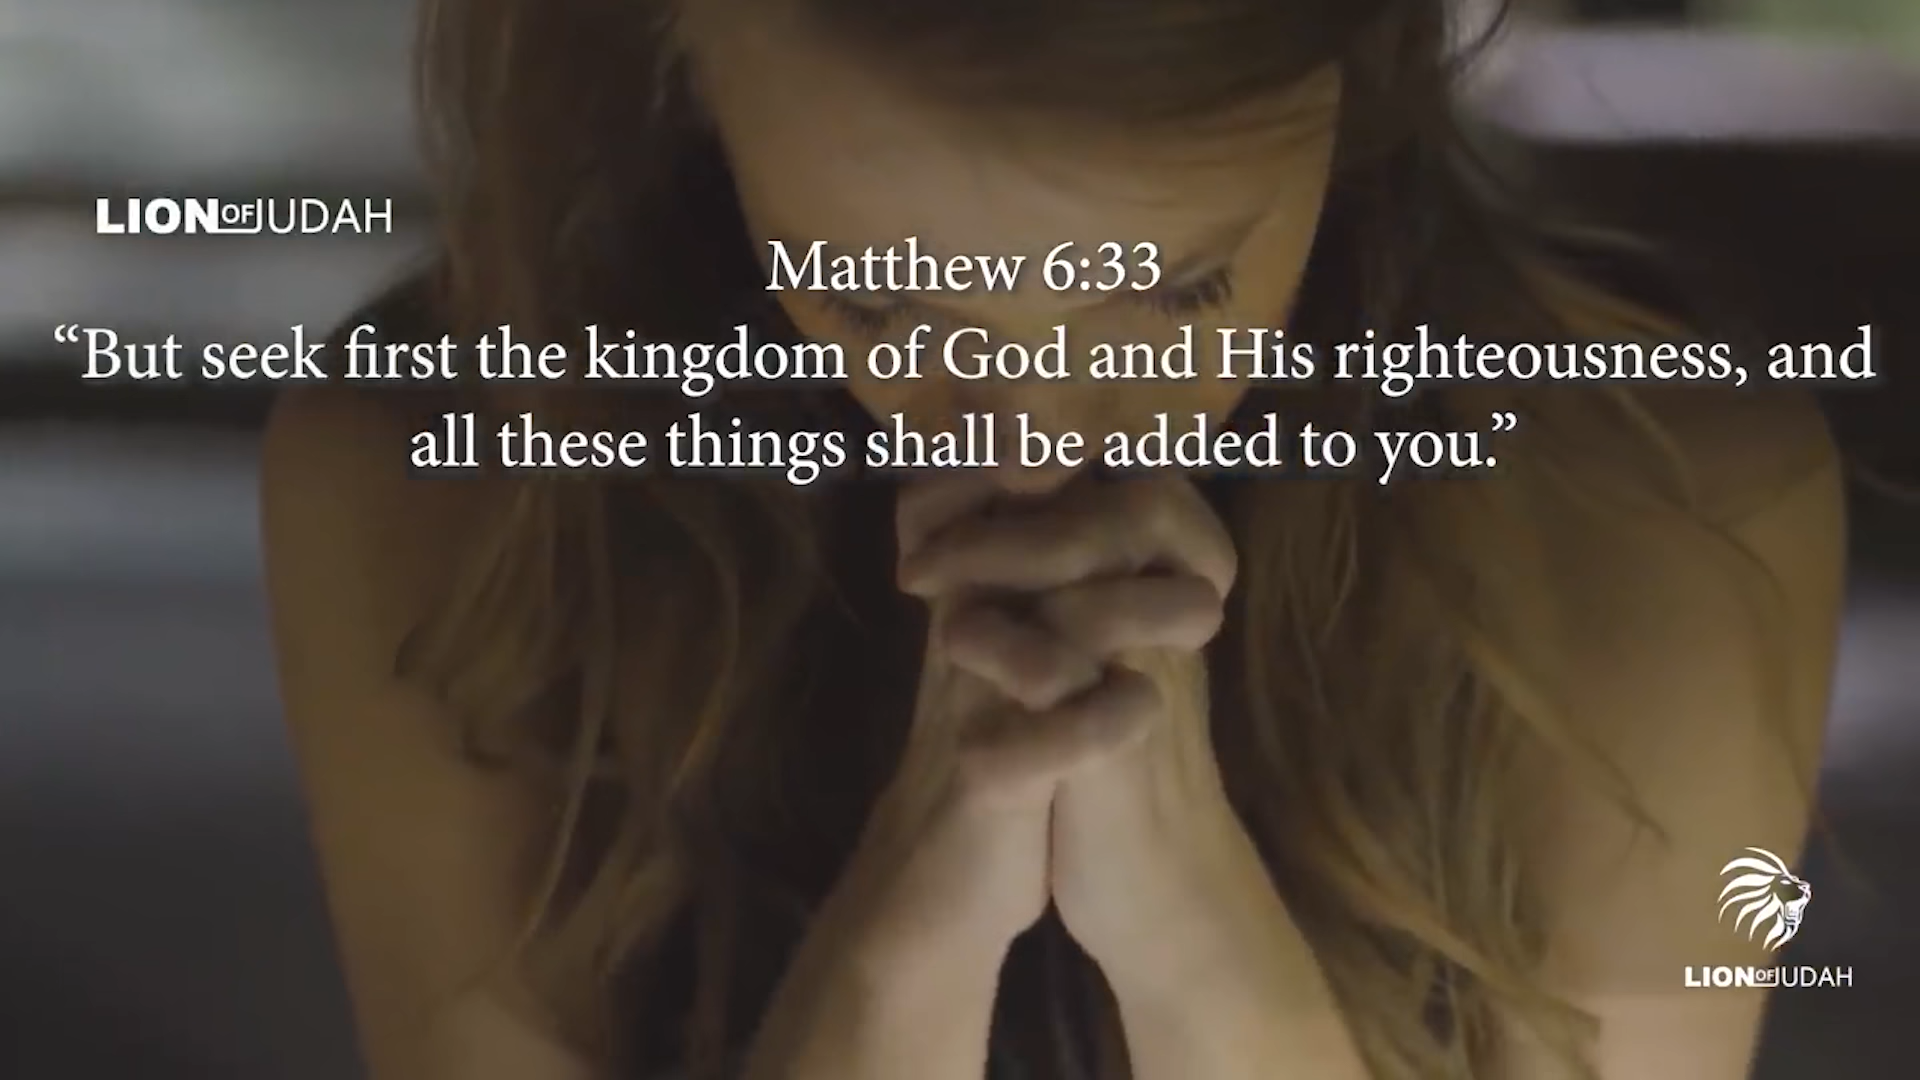 LIONOFJUDAH
Matthew 6:33
“But seek first the kingdom of God and His righteousness, and
all these things shall be added to you.”
LIONOFJUDAH